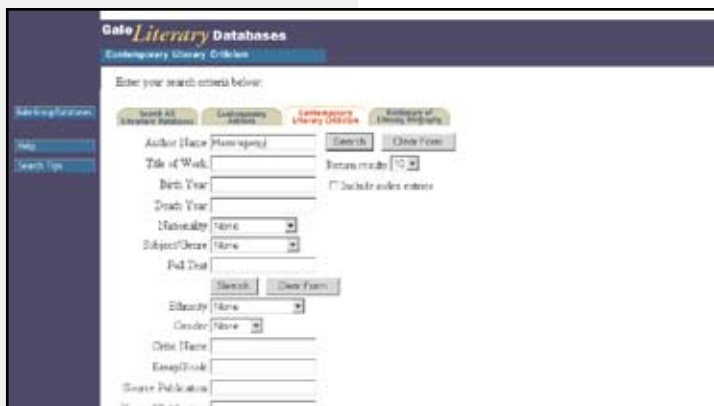 Gale Literary Databases
Contemporary Literary Criticism
Enter your search criteria below:
Search All Literature Databases
Contemporary Authors
Contemporary Literary Criticism
Dictionary of Literary Biography
Help
Search Tips
Author Name
Search Clear Form
Title of Work
Return results 10
Birth Year
Include index entries
Death Year
Nationality None
Subject/Genre None
Full Text
Search Clear Form
Ethnicity None
Gender None
Critic Name
Essay/Book
Source Publication